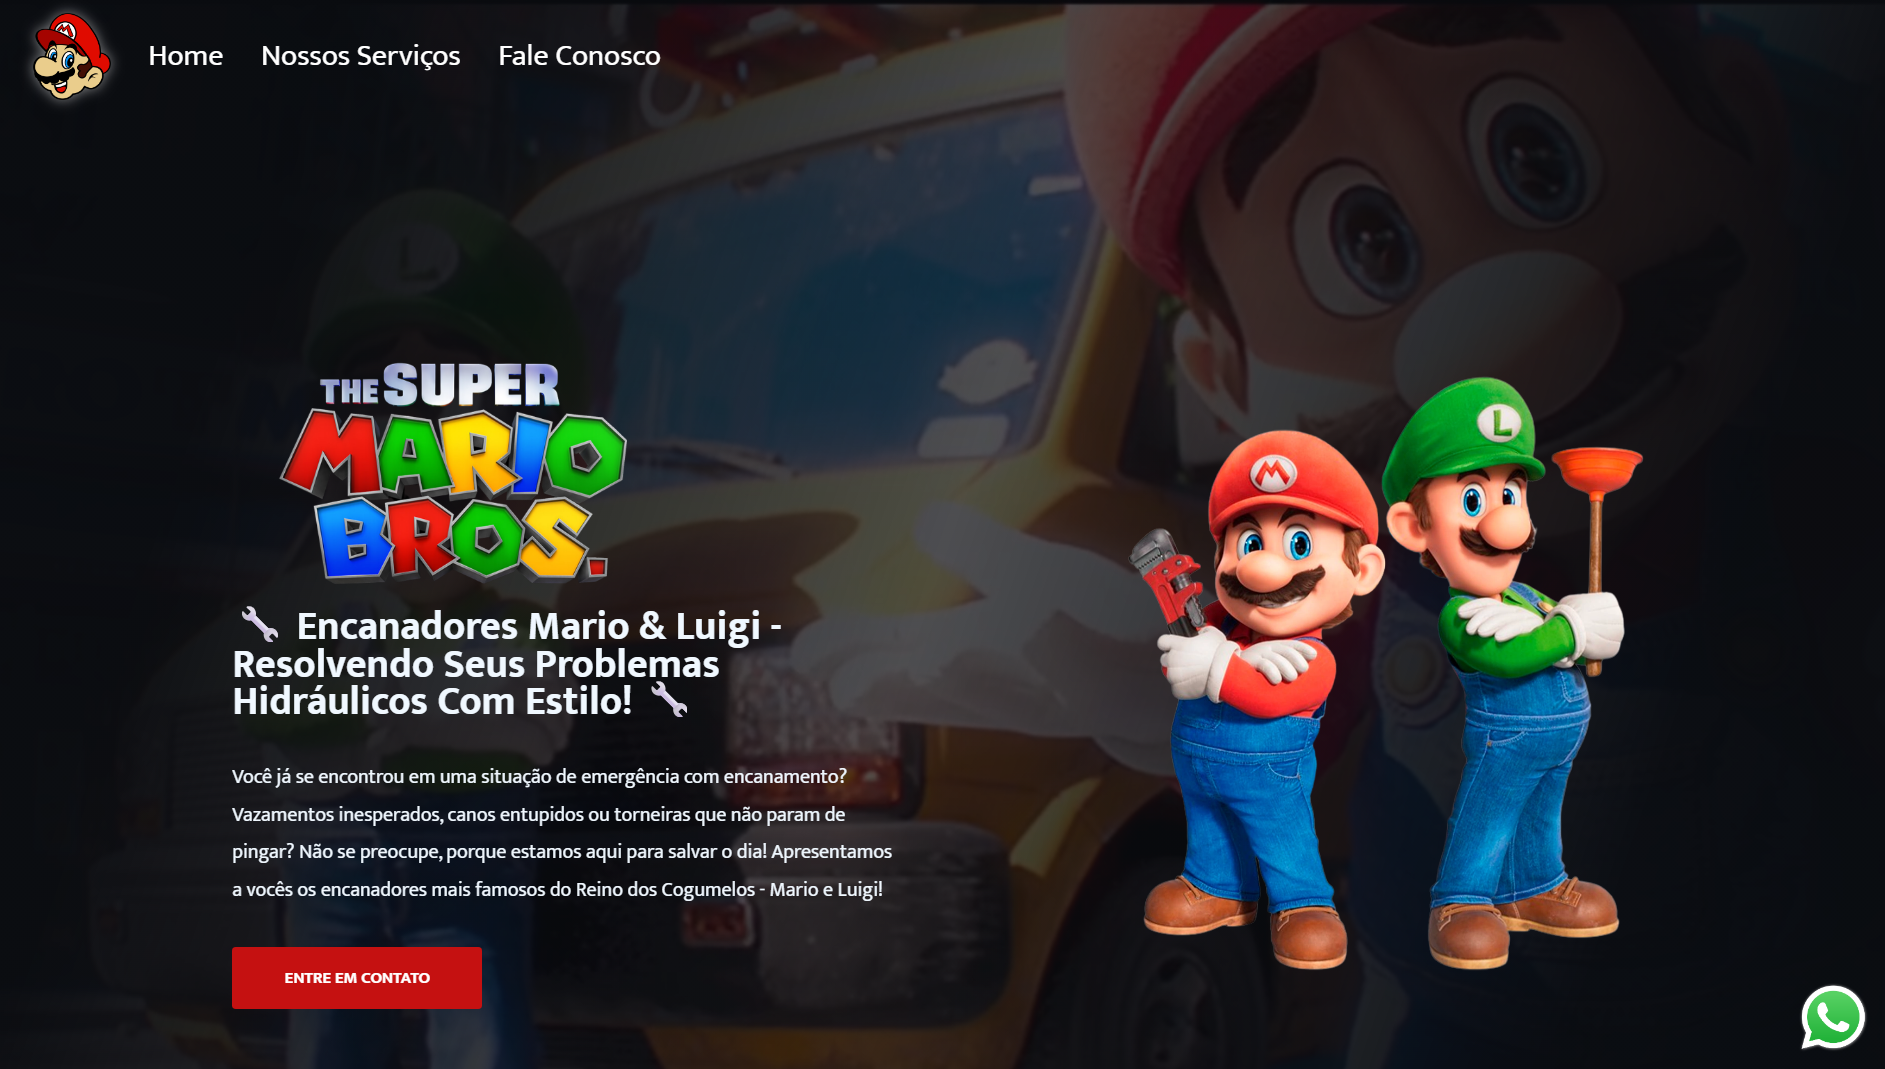 Home
Nossos Serviços
Fale Conosco
THE SUPER
MARIO
BROS.
🔧 Encanadores Mario & Luigi -
Resolvendo Seus Problemas
Hidráulicos Com Estilo! 🔧
Você já se encontrou em uma situação de emergência com encanamento?
Vazamentos inesperados, canos entupidos ou torneiras que não param de
pingar? Não se preocupe, porque estamos aqui para salvar o dia! Apresentamos
a vocês os encanadores mais famosos do Reino dos Cogumelos - Mario e Luigi!
ENTRE EM CONTATO
M
L
M
L